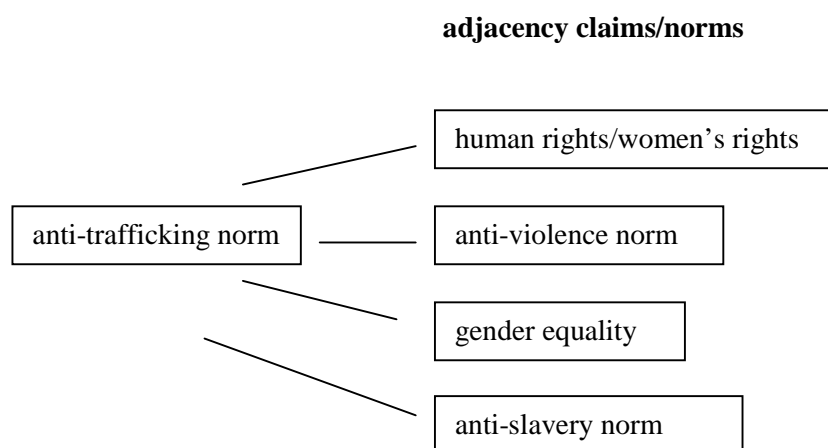 adjacency claims/norms
human rights/women’s rights
anti-trafficking norm
anti-violence norm
gender equality
anti-slavery norm